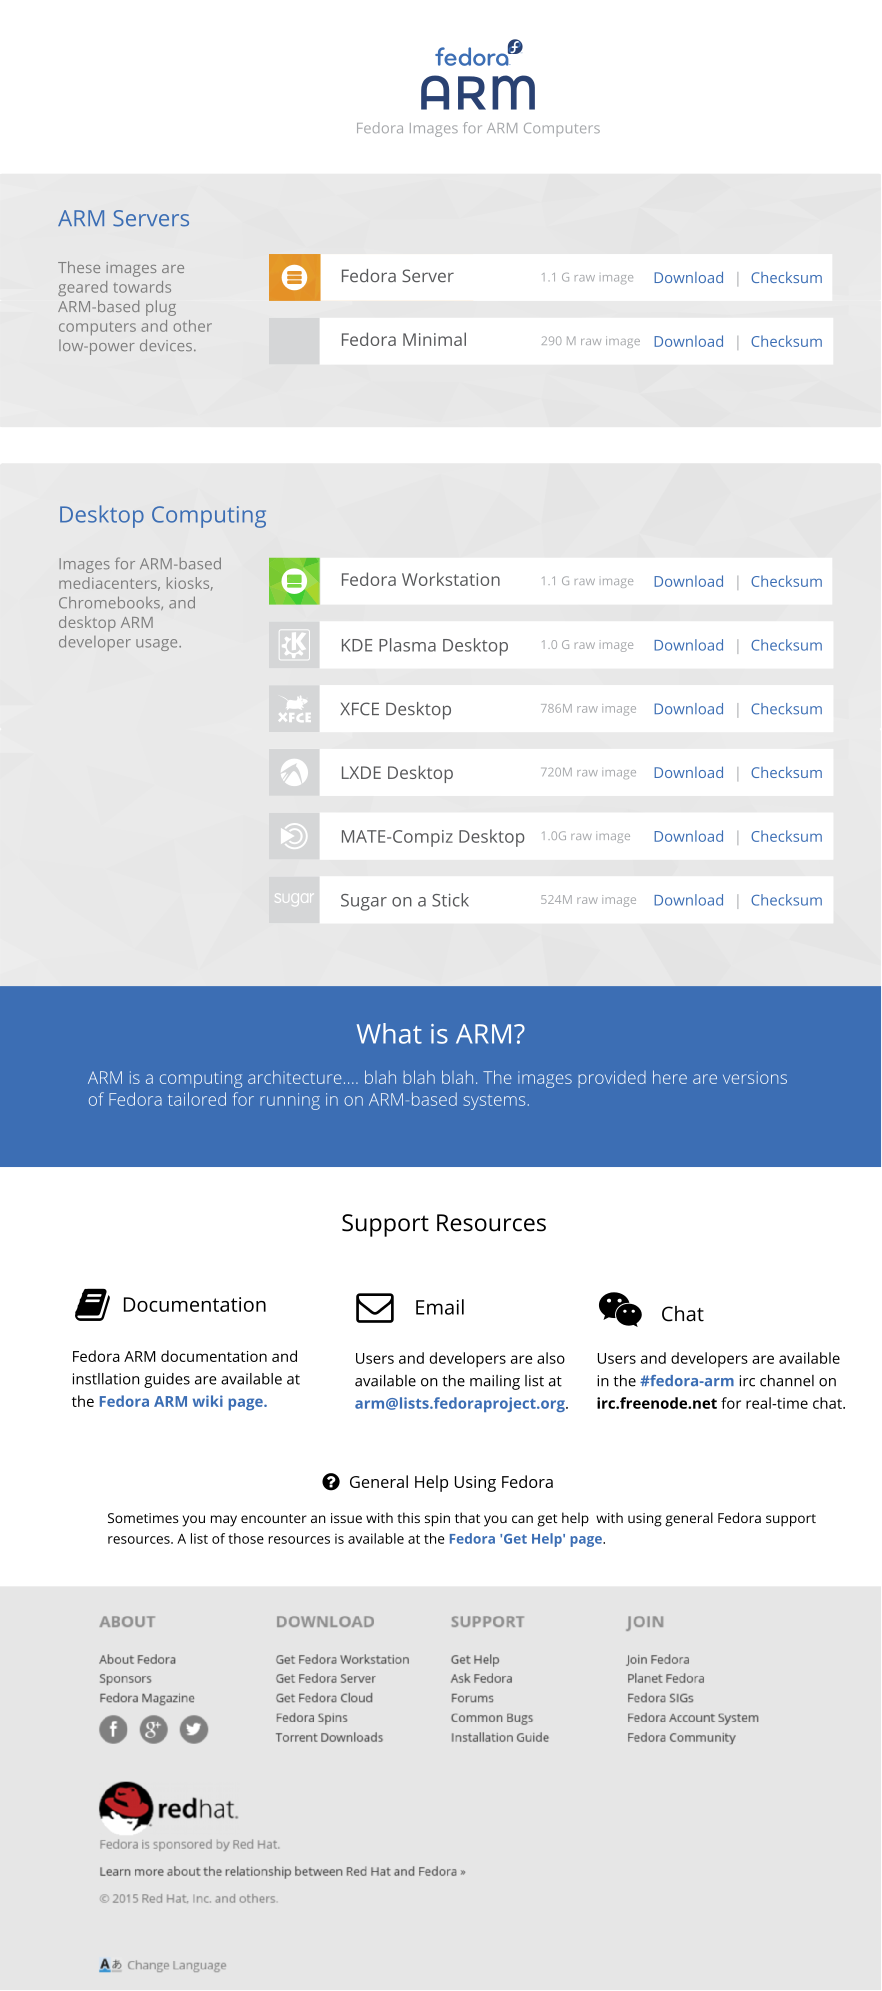 fedora
ARM
Fedora Images for ARM Computers
ARM Servers
These images are
geared towards
ARM-based plug
computers and other
low-power devices.
Fedora Server 1.1 G raw image Download | Checksum
Fedora Minimal 290 M raw image Download | Checksum
Desktop Computing
Images for ARM-based
mediacenters, kiosks,
Chromebooks, and
desktop ARM
developer usage.
Fedora Workstation 1.1 G raw image Download | Checksum
KDE Plasma Desktop 1.0 G raw image Download | Checksum
XFCE XFCE Desktop 786M raw image Download | Checksum
LXDE Desktop 720M raw image Download | Checksum
MATE-Compiz Desktop 1.0G raw image Download | Checksum
sugar Sugar on a Stick 524M raw image Download | Checksum
What is ARM?
ARM is a computing architecture.... blah blah blah. The images provided here are versions
of Fedora tailored for running in on ARM-based systems.
Support Resources
Documentation
Fedora ARM documentation and
instllation guides are available at
the Fedora ARM wiki page.
Email
Users and developers are also
available on the mailing list at
arm@lists.fedoraproject.org.
Chat
Users and developers are available
in the #fedora-arm irc channel on
irc.freenode.net for real-time chat.
General Help Using Fedora
Sometimes you may encounter an issue with this spin that you can get help with using general Fedora support
resources. A list of those resources is available at the Fedora 'Get Help' page.
ABOUT
About Fedora
Sponsors
Fedora Magazine
DOWNLOAD
Get Fedora Workstation
Get Fedora Server
Get Fedora Cloud
Fedora Spins
Torrent Downloads
SUPPORT
Get Help
Ask Fedora
Forums
Common Bugs
Installation Guide
JOIN
Join Fedora
Planet Fedora
Fedora SIGs
Fedora Account System
Fedora Community
redhat.
Fedora is sponsored by Red Hat.
Learn more about the relationship between Red Hat and Fedora »
© 2015 Red Hat, Inc. and others.
Aあ Change Language